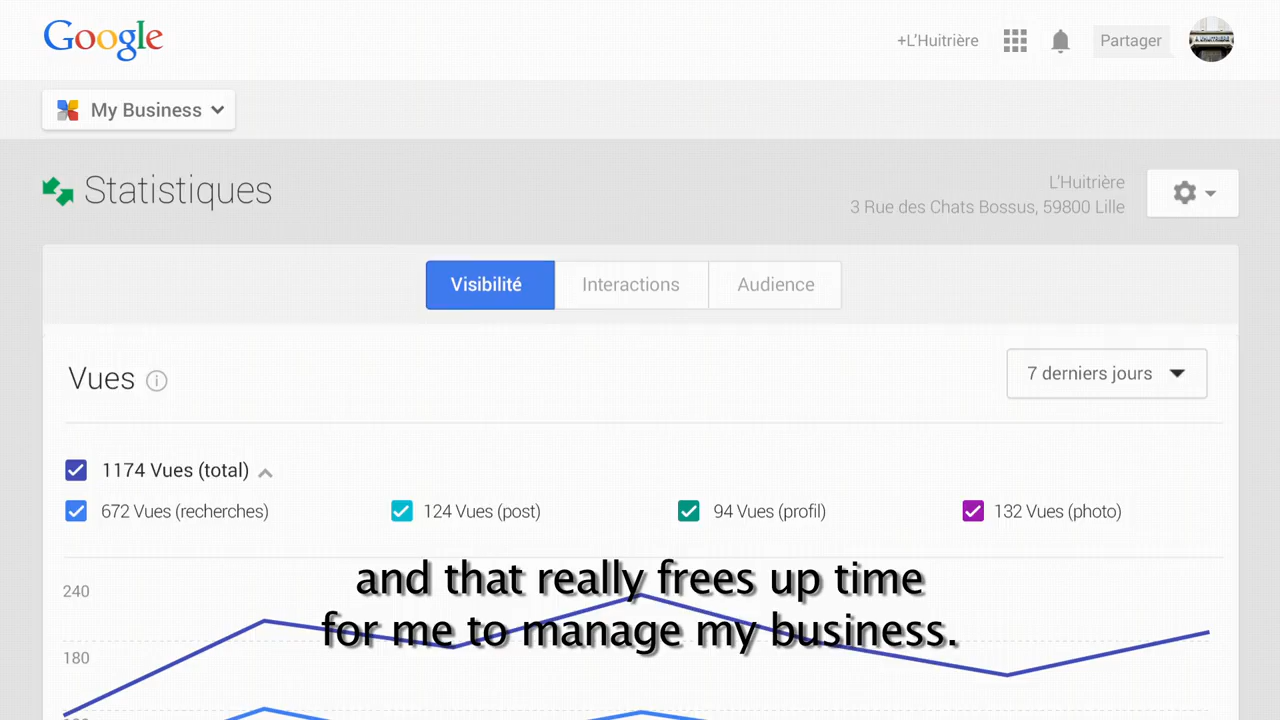 Google
+L'Huitrière
Partager
My Business
Statistiques
L'Huitrière
3 Rue des Chats Bossus, 59800 Lille
Visibilité
Interactions
Audience
Vues
7 derniers jours
1174 Vues (total)
672 Vues (recherches)
124 Vues (post)
94 Vues (profil)
132 Vues (photo)
240
180
and that really frees up time
for me to manage my business.